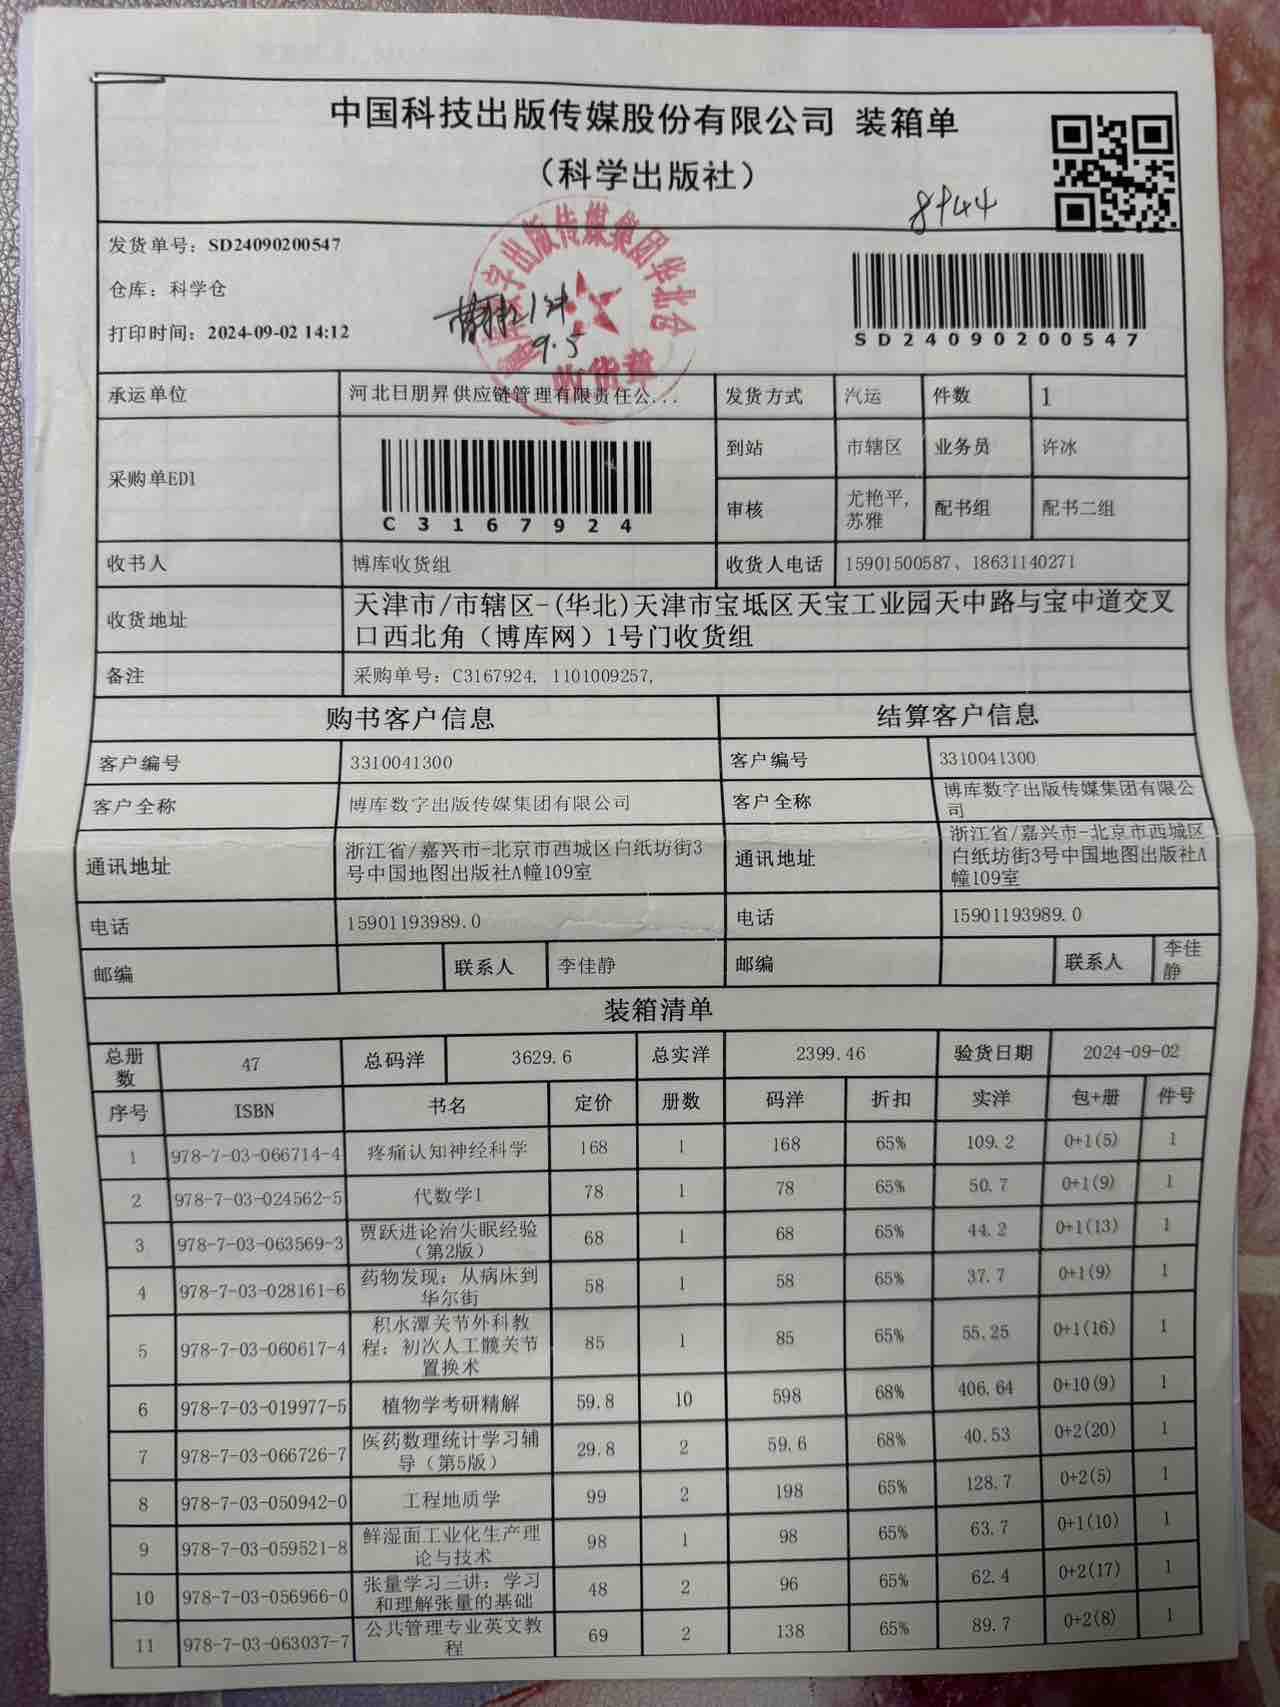 中国科技出版传媒股份有限公司 装箱单
（科学出版社）
8944
发货单号：SD24090200547
仓库：科学仓
打印时间：2024-09-02 14:12
出版传媒集团华北仓
收货章
9.5
SD24090200547
承运单位 河北日朋昇供应链管理有限责任公... 发货方式 汽运 件数 1
采购单EDI C3167924 到站 市辖区 业务员 许冰
审核 尤艳平,苏雅 配书组 配书二组
收书人 博库收货组 收货人电话 15901500587、18631140271
收货地址 天津市/市辖区-(华北)天津市宝坻区天宝工业园天中路与宝中道交叉
口西北角（博库网）1号门收货组
备注 采购单号：C3167924, 1101009257,
购书客户信息 结算客户信息
客户编号 3310041300 客户编号 3310041300
客户全称 博库数字出版传媒集团有限公司 客户全称 博库数字出版传媒集团有限公司
通讯地址 浙江省/嘉兴市-北京市西城区白纸坊街3号中国地图出版社A幢109室 通讯地址 浙江省/嘉兴市-北京市西城区白纸坊街3号中国地图出版社A幢109室
电话 15901193989.0 电话 15901193989.0
邮编 联系人 李佳静 邮编 联系人 李佳静
装箱清单
总册数 47 总码洋 3629.6 总实洋 2399.46 验货日期 2024-09-02
序号 ISBN 书名 定价 册数 码洋 折扣 实洋 包+册 件号
1 978-7-03-066714-4 疼痛认知神经科学 168 1 168 65% 109.2 0+1(5) 1
2 978-7-03-024562-5 代数学I 78 1 78 65% 50.7 0+1(9) 1
3 978-7-03-063569-3 贾跃进论治失眠经验（第2版） 68 1 68 65% 44.2 0+1(13) 1
4 978-7-03-028161-6 药物发现：从病床到华尔街 58 1 58 65% 37.7 0+1(9) 1
5 978-7-03-060617-4 积水潭关节外科教程：初次人工髋关节置换术 85 1 85 65% 55.25 0+1(16) 1
6 978-7-03-019977-5 植物学考研精解 59.8 10 598 68% 406.64 0+10(9) 1
7 978-7-03-066726-7 医药数理统计学习辅导（第5版） 29.8 2 59.6 68% 40.53 0+2(20) 1
8 978-7-03-050942-0 工程地质学 99 2 198 65% 128.7 0+2(5) 1
9 978-7-03-059521-8 鲜湿面工业化生产理论与技术 98 1 98 65% 63.7 0+1(10) 1
10 978-7-03-056966-0 张量学习三讲：学习和理解张量的基础 48 2 96 65% 62.4 0+2(17) 1
11 978-7-03-063037-7 公共管理专业英文教程 69 2 138 65% 89.7 0+2(8) 1